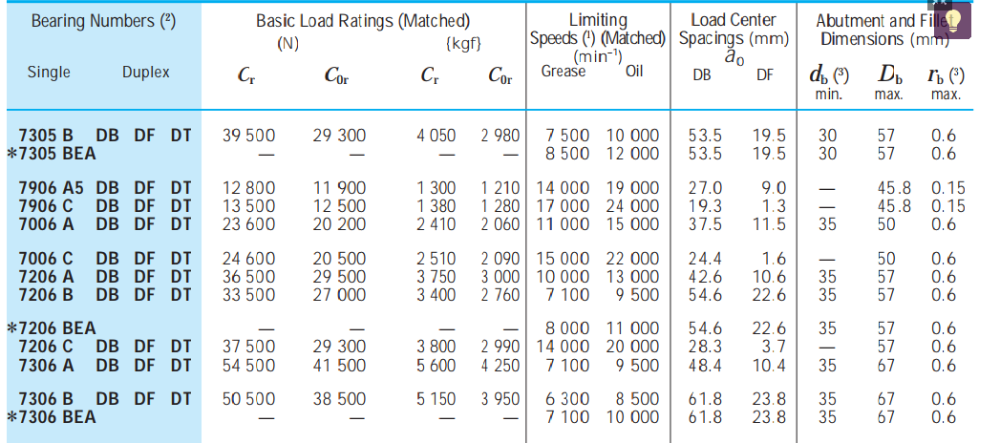 Bearing Numbers (²) Basic Load Ratings (Matched) Limiting Load Center Abutment and Fillet
(N) {kgf} Speeds (¹) (Matched) Spacings (mm) Dimensions (mm)
(min⁻¹) a₀
Single Duplex Cr C0r Cr C0r Grease Oil DB DF db (³) Db rb (³)
min. max. max.
7305 B DB DF DT 39 500 29 300 4 050 2 980 7 500 10 000 53.5 19.5 30 57 0.6
*7305 BEA — — — — 8 500 12 000 53.5 19.5 30 57 0.6
7906 A5 DB DF DT 12 800 11 900 1 300 1 210 14 000 19 000 27.0 9.0 — 45.8 0.15
7906 C DB DF DT 13 500 12 500 1 380 1 280 17 000 24 000 19.3 1.3 — 45.8 0.15
7006 A DB DF DT 23 600 20 200 2 410 2 060 11 000 15 000 37.5 11.5 35 50 0.6
7006 C DB DF DT 24 600 20 500 2 510 2 090 15 000 22 000 24.4 1.6 — 50 0.6
7206 A DB DF DT 36 500 29 500 3 750 3 000 10 000 13 000 42.6 10.6 35 57 0.6
7206 B DB DF DT 33 500 27 000 3 400 2 760 7 100 9 500 54.6 22.6 35 57 0.6
*7206 BEA — — — — 8 000 11 000 54.6 22.6 35 57 0.6
7206 C DB DF DT 37 500 29 300 3 800 2 990 14 000 20 000 28.3 3.7 — 57 0.6
7306 A DB DF DT 54 500 41 500 5 600 4 250 7 100 9 500 48.4 10.4 35 67 0.6
7306 B DB DF DT 50 500 38 500 5 150 3 950 6 300 8 500 61.8 23.8 35 67 0.6
*7306 BEA — — — — 7 100 10 000 61.8 23.8 35 67 0.6